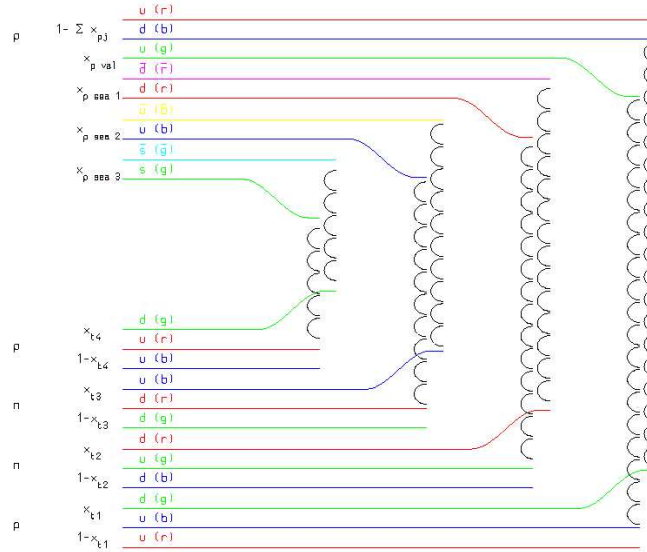 u (r)
p 1- Σ x_pj d (b)
u (g)
x_p val
d̄ (r̄)
x_p sea 1 d (r)
ū (b̄)
x_p sea 2 u (b)
s̄ (ḡ)
x_p sea 3 s (g)
d (g)
x_t4
p u (r)
1-x_t4 u (b)
u (b)
x_t3
n d (r)
1-x_t3 d (g)
d (r)
x_t2
n u (g)
1-x_t2 d (b)
d (g)
x_t1
p u (b)
1-x_t1 u (r)